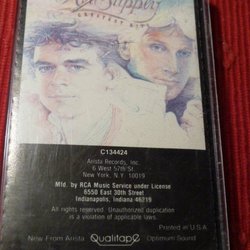 Air Supply
GREATEST HITS
C134424
Arista Records, Inc.
6 West 57th St.
New York, N.Y. 10019
Mfd. by RCA Music Service under License
6550 East 30th Street
Indianapolis, Indiana 46219
All rights reserved. Unauthorized duplication
is a violation of applicable laws.
Printed in U.S.A.
New From Arista Qualitape Optimum Sound